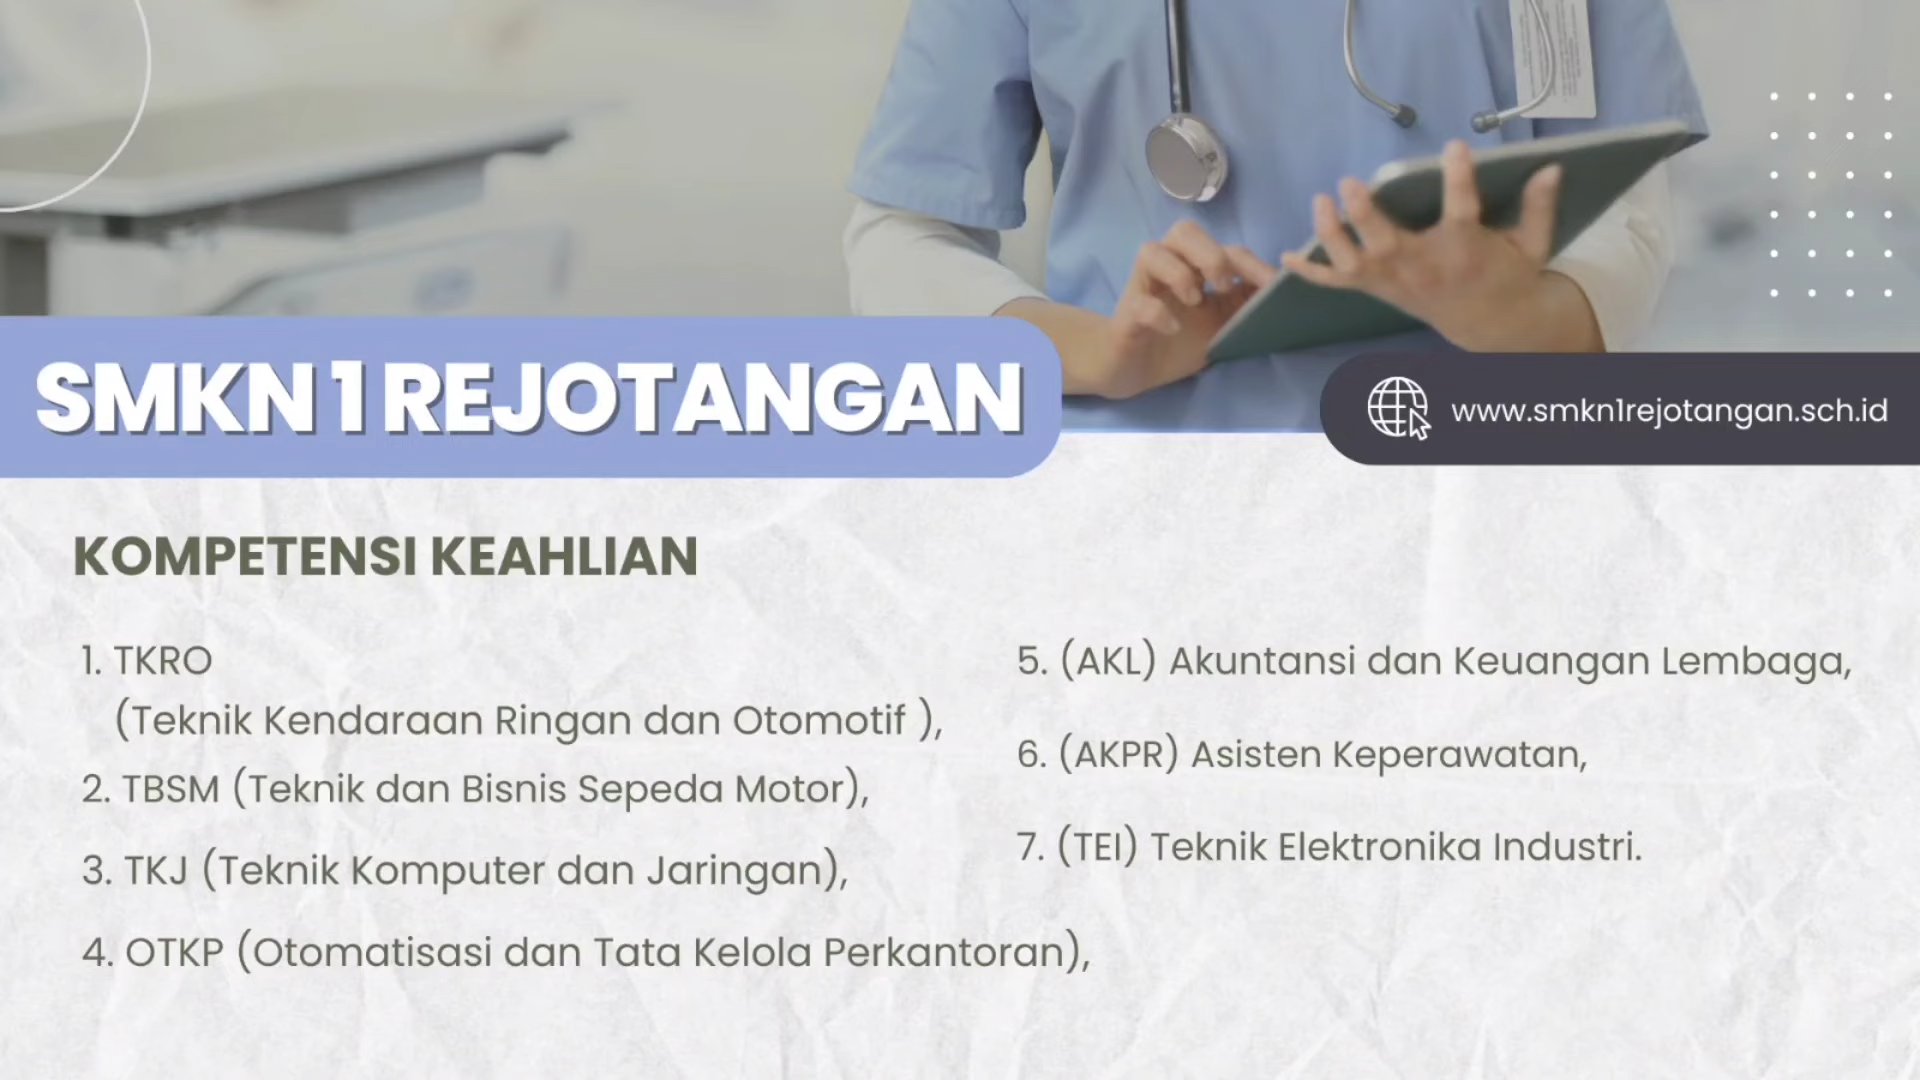 SMKN 1 REJOTANGAN
www.smkn1rejotangan.sch.id
KOMPETENSI KEAHLIAN
1. TKRO
(Teknik Kendaraan Ringan dan Otomotif ),
2. TBSM (Teknik dan Bisnis Sepeda Motor),
3. TKJ (Teknik Komputer dan Jaringan),
4. OTKP (Otomatisasi dan Tata Kelola Perkantoran),
5. (AKL) Akuntansi dan Keuangan Lembaga,
6. (AKPR) Asisten Keperawatan,
7. (TEI) Teknik Elektronika Industri.